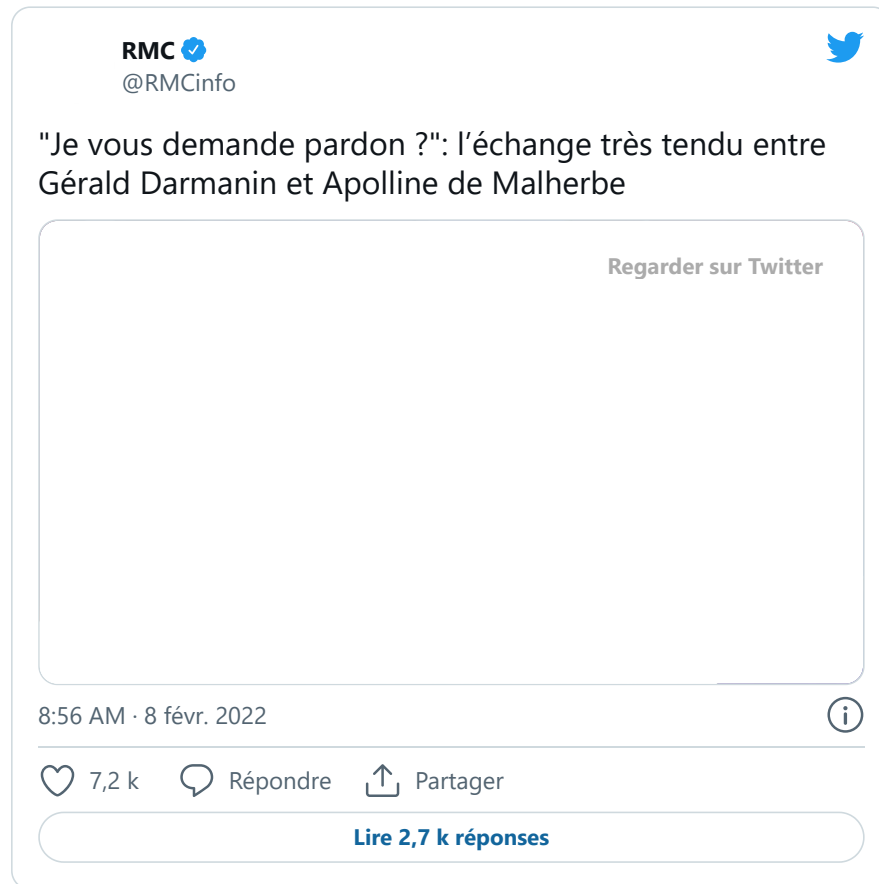 RMC
@RMCinfo
"Je vous demande pardon ?": l’échange très tendu entre
Gérald Darmanin et Apolline de Malherbe
Regarder sur Twitter
8:56 AM · 8 févr. 2022
7,2 k Répondre Partager
Lire 2,7 k réponses